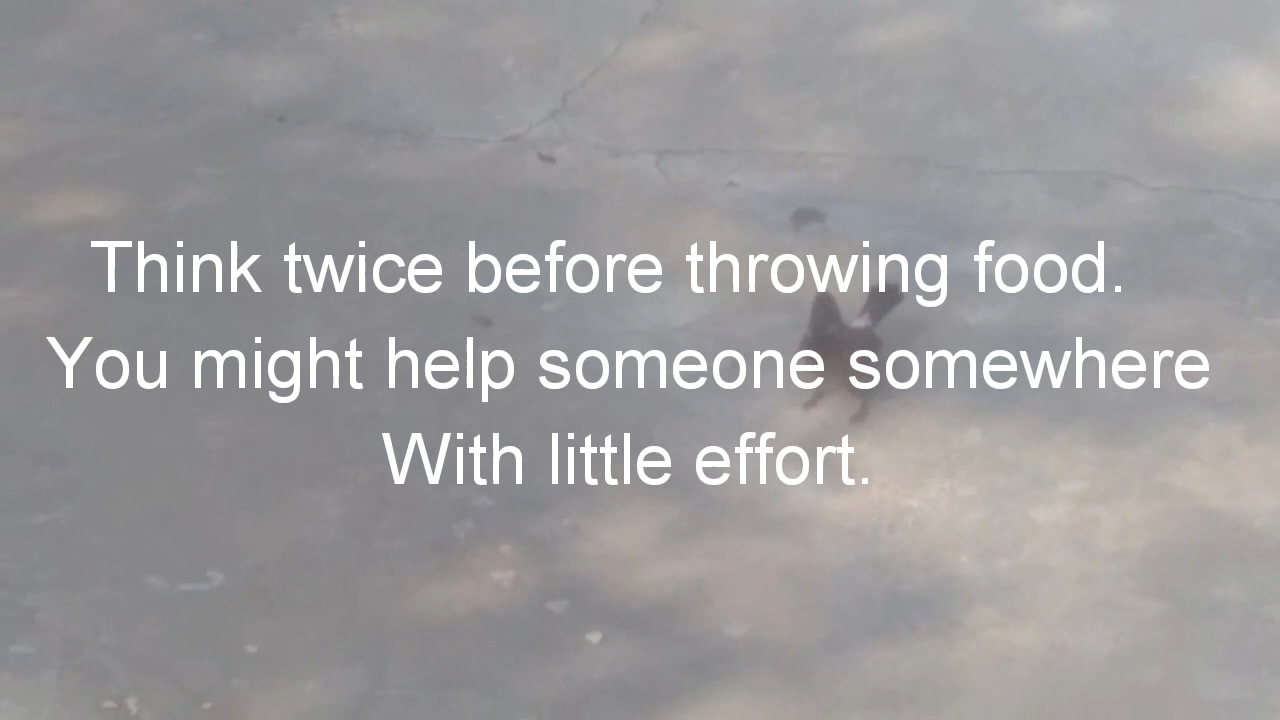 Think twice before throwing food.
You might help someone somewhere
With little effort.